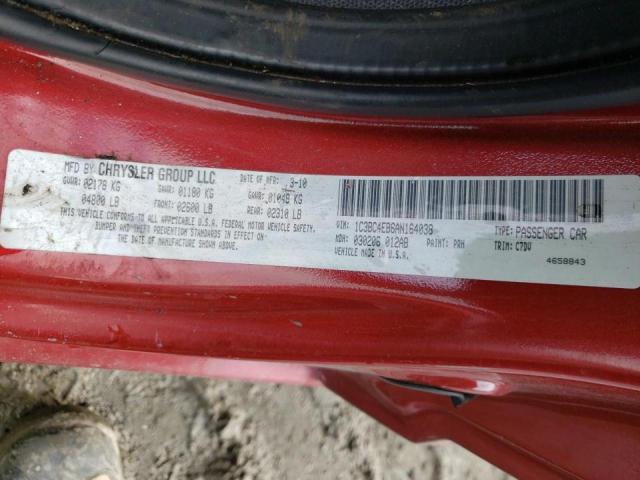 MFD BY CHRYSLER GROUP LLC DATE OF MFR: 3-10
GVWR: 02178 KG GAWR: 01180 KG GAWR: 01048 KG
04800 LB FRONT: 02600 LB REAR: 02310 LB
THIS VEHICLE CONFORMS TO ALL APPLICABLE U.S.A. FEDERAL MOTOR VEHICLE SAFETY,
BUMPER AND THEFT PREVENTION STANDARDS IN EFFECT ON
THE DATE OF MANUFACTURE SHOWN ABOVE.
VIN: 1C3BC4EB6AN164038 TYPE: PASSENGER CAR
MDH: 030206 012AB PAINT: PRH TRIM: C7DV
VEHICLE MADE IN U.S.A.
4658843